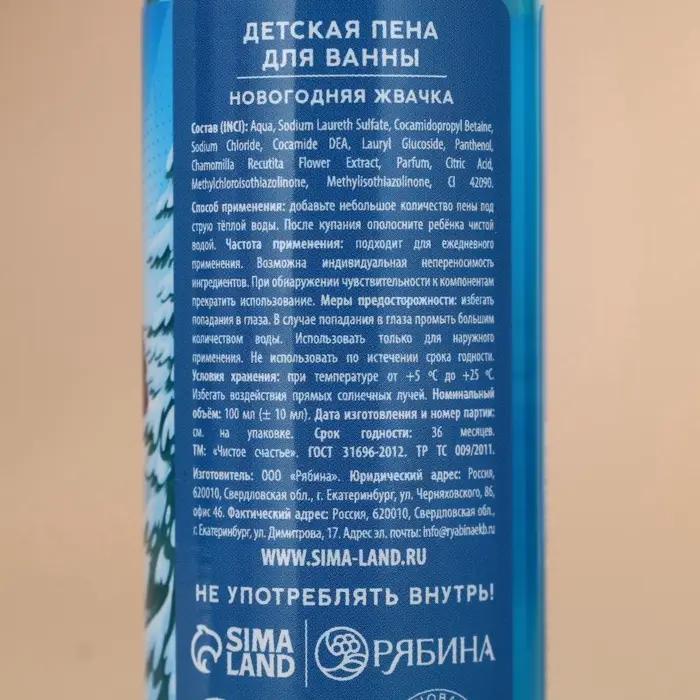 ДЕТСКАЯ ПЕНА
ДЛЯ ВАННЫ
НОВОГОДНЯЯ ЖВАЧКА
Состав (INCI): Aqua, Sodium Laureth Sulfate, Cocamidopropyl Betaine,
Sodium Chloride, Cocamide DEA, Lauryl Glucoside, Panthenol,
Chamomilla Recutita Flower Extract, Parfum, Citric Acid,
Methylchloroisothiazolinone, Methylisothiazolinone, CI 42090.
Способ применения: добавьте небольшое количество пены под
струю тёплой воды. После купания ополосните ребёнка чистой
водой. Частота применения: подходит для ежедневного
применения. Возможна индивидуальная непереносимость
ингредиентов. При обнаружении чувствительности к компонентам
прекратить использование. Меры предосторожности: избегать
попадания в глаза. В случае попадания в глаза промыть большим
количеством воды. Использовать только для наружного
применения. Не использовать по истечении срока годности.
Условия хранения: при температуре от +5 °C до +25 °C.
Избегать воздействия прямых солнечных лучей. Номинальный
объём: 100 мл (± 10 мл). Дата изготовления и номер партии:
см. на упаковке. Срок годности: 36 месяцев.
ТМ: «Чистое счастье». ГОСТ 31696-2012. ТР ТС 009/2011.
Изготовитель: ООО «Рябина». Юридический адрес: Россия,
620010, Свердловская обл., г. Екатеринбург, ул. Черняховского, 86,
офис 46. Фактический адрес: Россия, 620010, Свердловская обл.,
г. Екатеринбург, ул. Димитрова, 17. Адрес эл. почты: info@ryabinaekb.ru
WWW.SIMA-LAND.RU
НЕ УПОТРЕБЛЯТЬ ВНУТРЬ!
SIMA
LAND
РЯБИНА